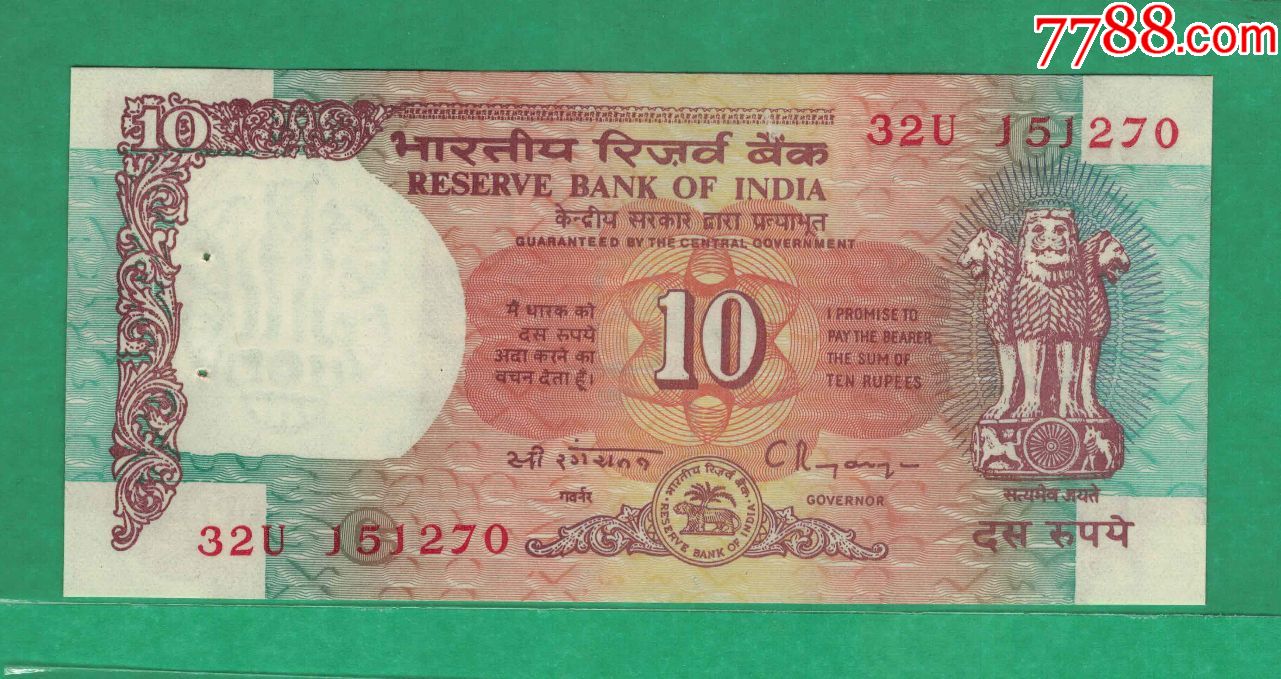 7788.com
10
32U 151270
भारतीय रिज़र्व बैंक
RESERVE BANK OF INDIA
केन्द्रीय सरकार द्वारा प्रत्याभूत
GUARANTEED BY THE CENTRAL GOVERNMENT
मैं धारक को
दस रुपये
अदा करने का
वचन देता हूँ।
10
I PROMISE TO
PAY THE BEARER
THE SUM OF
TEN RUPEES
गवर्नर
GOVERNOR
भारतीय रिज़र्व बैंक
RESERVE BANK OF INDIA
सत्यमेव जयते
दस रुपये
32U 151270